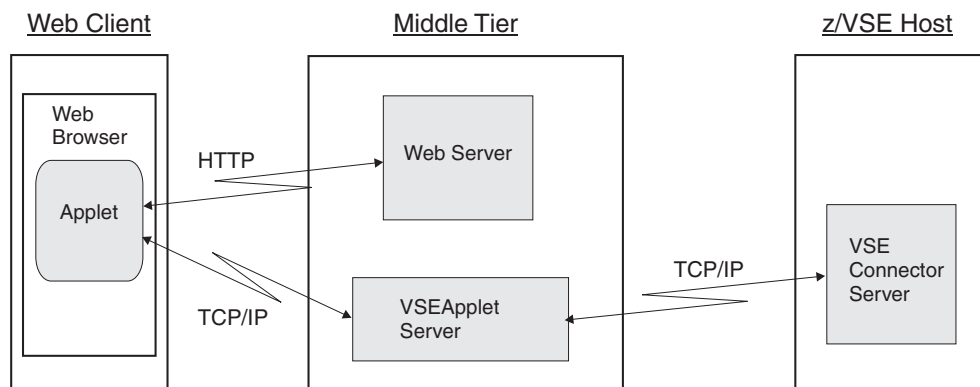 Web Client
Middle Tier
z/VSE Host
Web
Browser
Applet
HTTP
Web Server
TCP/IP
VSEApplet
Server
TCP/IP
VSE
Connector
Server